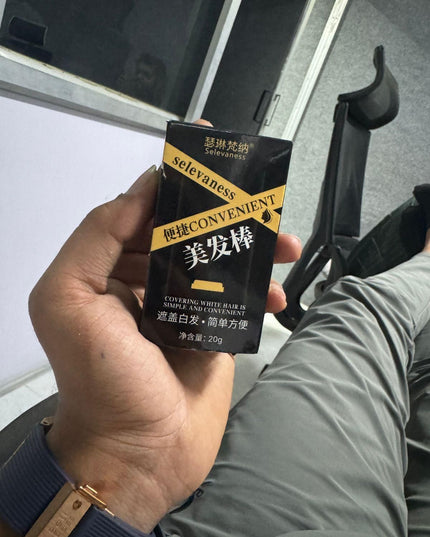 瑟琳梵纳®
Selevaness
selevaness
便捷CONVENIENT
美发棒
COVERING WHITE HAIR IS
SIMPLE AND CONVENIENT
遮盖白发·简单方便
净含量:20g